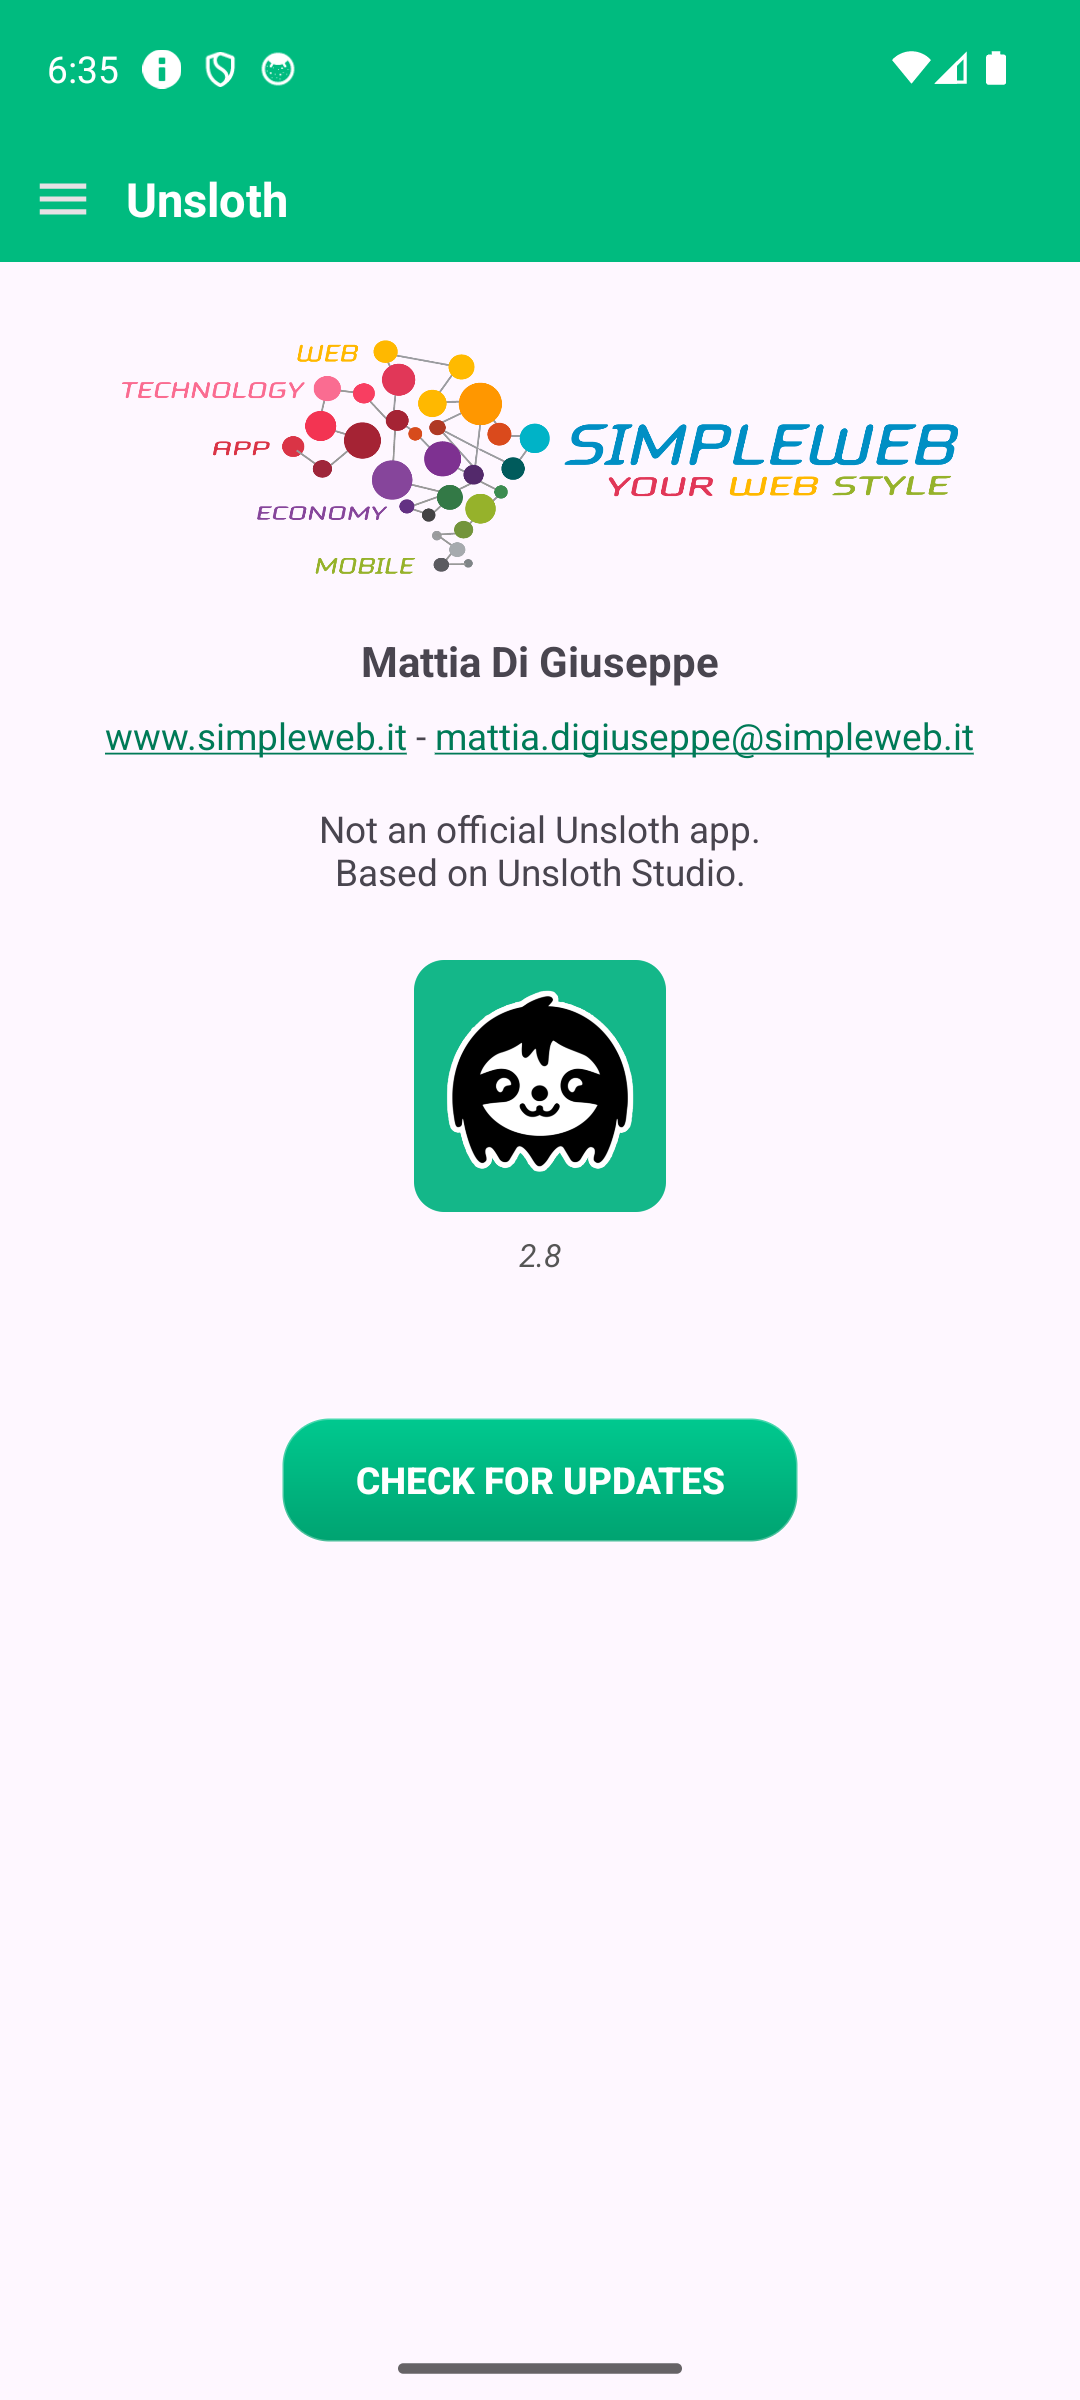 6:35
Unsloth
WEB
TECHNOLOGY
APP
ECONOMY
MOBILE
SIMPLEWEB
YOUR WEB STYLE
Mattia Di Giuseppe
www.simpleweb.it - mattia.digiuseppe@simpleweb.it
Not an official Unsloth app.
Based on Unsloth Studio.
2.8
CHECK FOR UPDATES